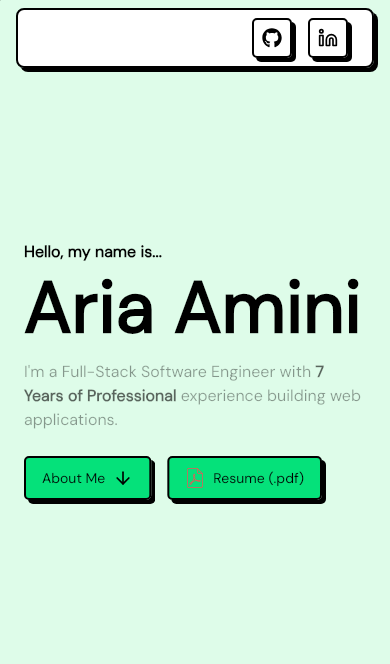 Hello, my name is...
Aria Amini
I'm a Full-Stack Software Engineer with 7
Years of Professional experience building web
applications.
About Me
Resume (.pdf)